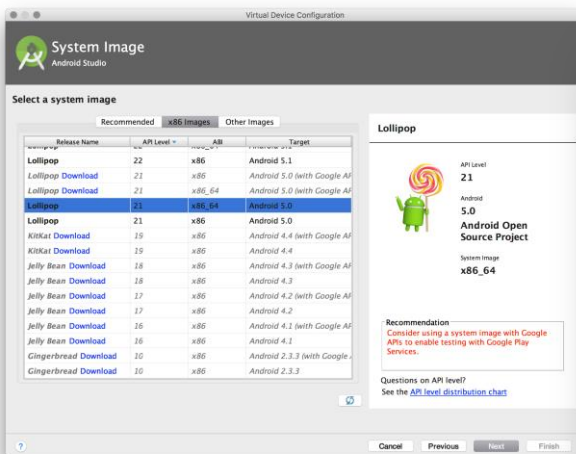 Virtual Device Configuration
System Image
Android Studio
Select a system image
Recommended x86 Images Other Images
Release Name API Level ABI Target
Lollipop 22 x86 Android 5.1
Lollipop Download 21 x86 Android 5.0 (with Google AP
Lollipop Download 21 x86_64 Android 5.0 (with Google AP
Lollipop 21 x86_64 Android 5.0
Lollipop 21 x86 Android 5.0
KitKat Download 19 x86 Android 4.4 (with Google AP
KitKat Download 19 x86 Android 4.4
Jelly Bean Download 18 x86 Android 4.3 (with Google AP
Jelly Bean Download 18 x86 Android 4.3
Jelly Bean Download 17 x86 Android 4.2 (with Google AP
Jelly Bean Download 17 x86 Android 4.2
Jelly Bean Download 16 x86 Android 4.1 (with Google AP
Jelly Bean Download 16 x86 Android 4.1
Gingerbread Download 10 x86 Android 2.3.3 (with Google
Gingerbread Download 10 x86 Android 2.3.3
Lollipop
API Level
21
Android
5.0
Android Open
Source Project
System Image
x86_64
Recommendation
Consider using a system image with Google
APIs to enable testing with Google Play
Services.
Questions on API level?
See the API level distribution chart
? Cancel Previous Next Finish